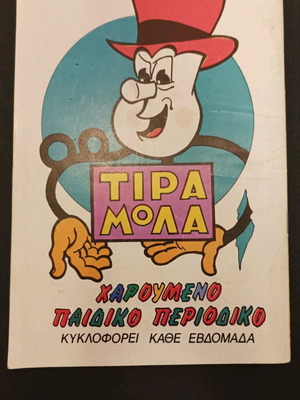 ΤΙΡΑ
ΜΟΛΑ
ΧΑΡΟΥΜΕΝΟ
ΠΑΙΔΙΚΟ ΠΕΡΙΟΔΙΚΟ
ΚΥΚΛΟΦΟΡΕΙ ΚΑΘΕ ΕΒΔΟΜΑΔΑ